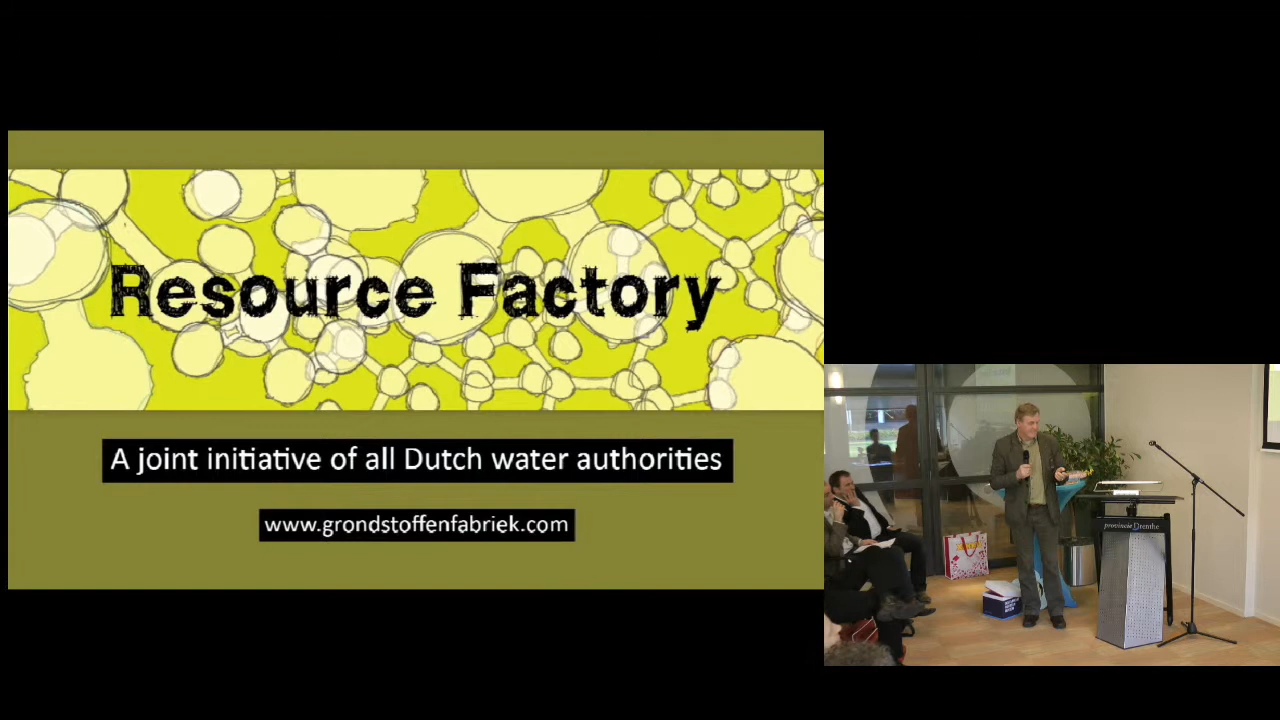 Resource Factory
A joint initiative of all Dutch water authorities
www.grondstoffenfabriek.com
provincie Drenthe